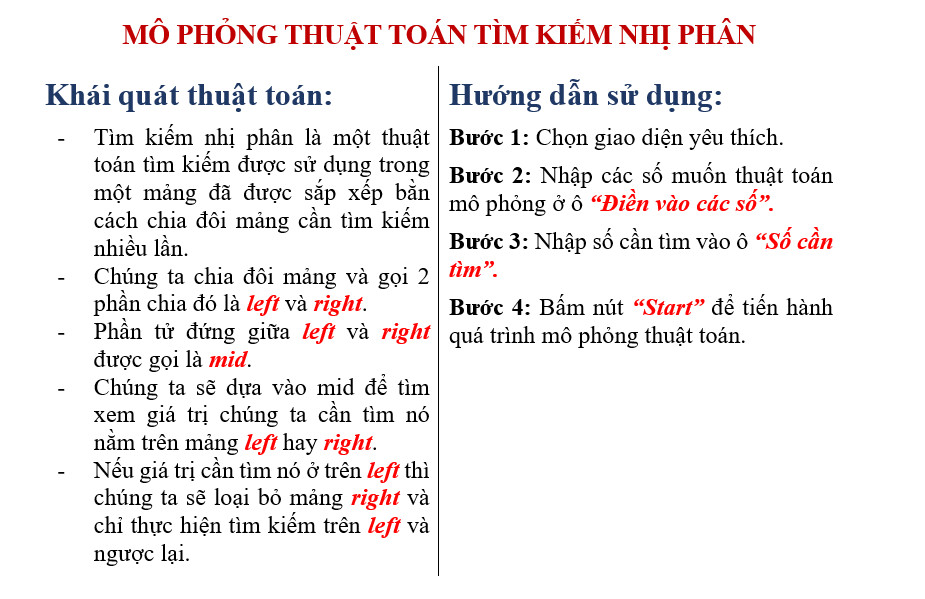 MÔ PHỎNG THUẬT TOÁN TÌM KIẾM NHỊ PHÂN
Khái quát thuật toán:
- Tìm kiếm nhị phân là một thuật
toán tìm kiếm được sử dụng trong
một mảng đã được sắp xếp bằn
cách chia đôi mảng cần tìm kiếm
nhiều lần.
- Chúng ta chia đôi mảng và gọi 2
phần chia đó là left và right.
- Phần tử đứng giữa left và right
được gọi là mid.
- Chúng ta sẽ dựa vào mid để tìm
xem giá trị chúng ta cần tìm nó
nằm trên mảng left hay right.
- Nếu giá trị cần tìm nó ở trên left thì
chúng ta sẽ loại bỏ mảng right và
chỉ thực hiện tìm kiếm trên left và
ngược lại.
Hướng dẫn sử dụng:
Bước 1: Chọn giao diện yêu thích.
Bước 2: Nhập các số muốn thuật toán
mô phỏng ở ô “Điền vào các số”.
Bước 3: Nhập số cần tìm vào ô “Số cần
tìm”.
Bước 4: Bấm nút “Start” để tiến hành
quá trình mô phỏng thuật toán.